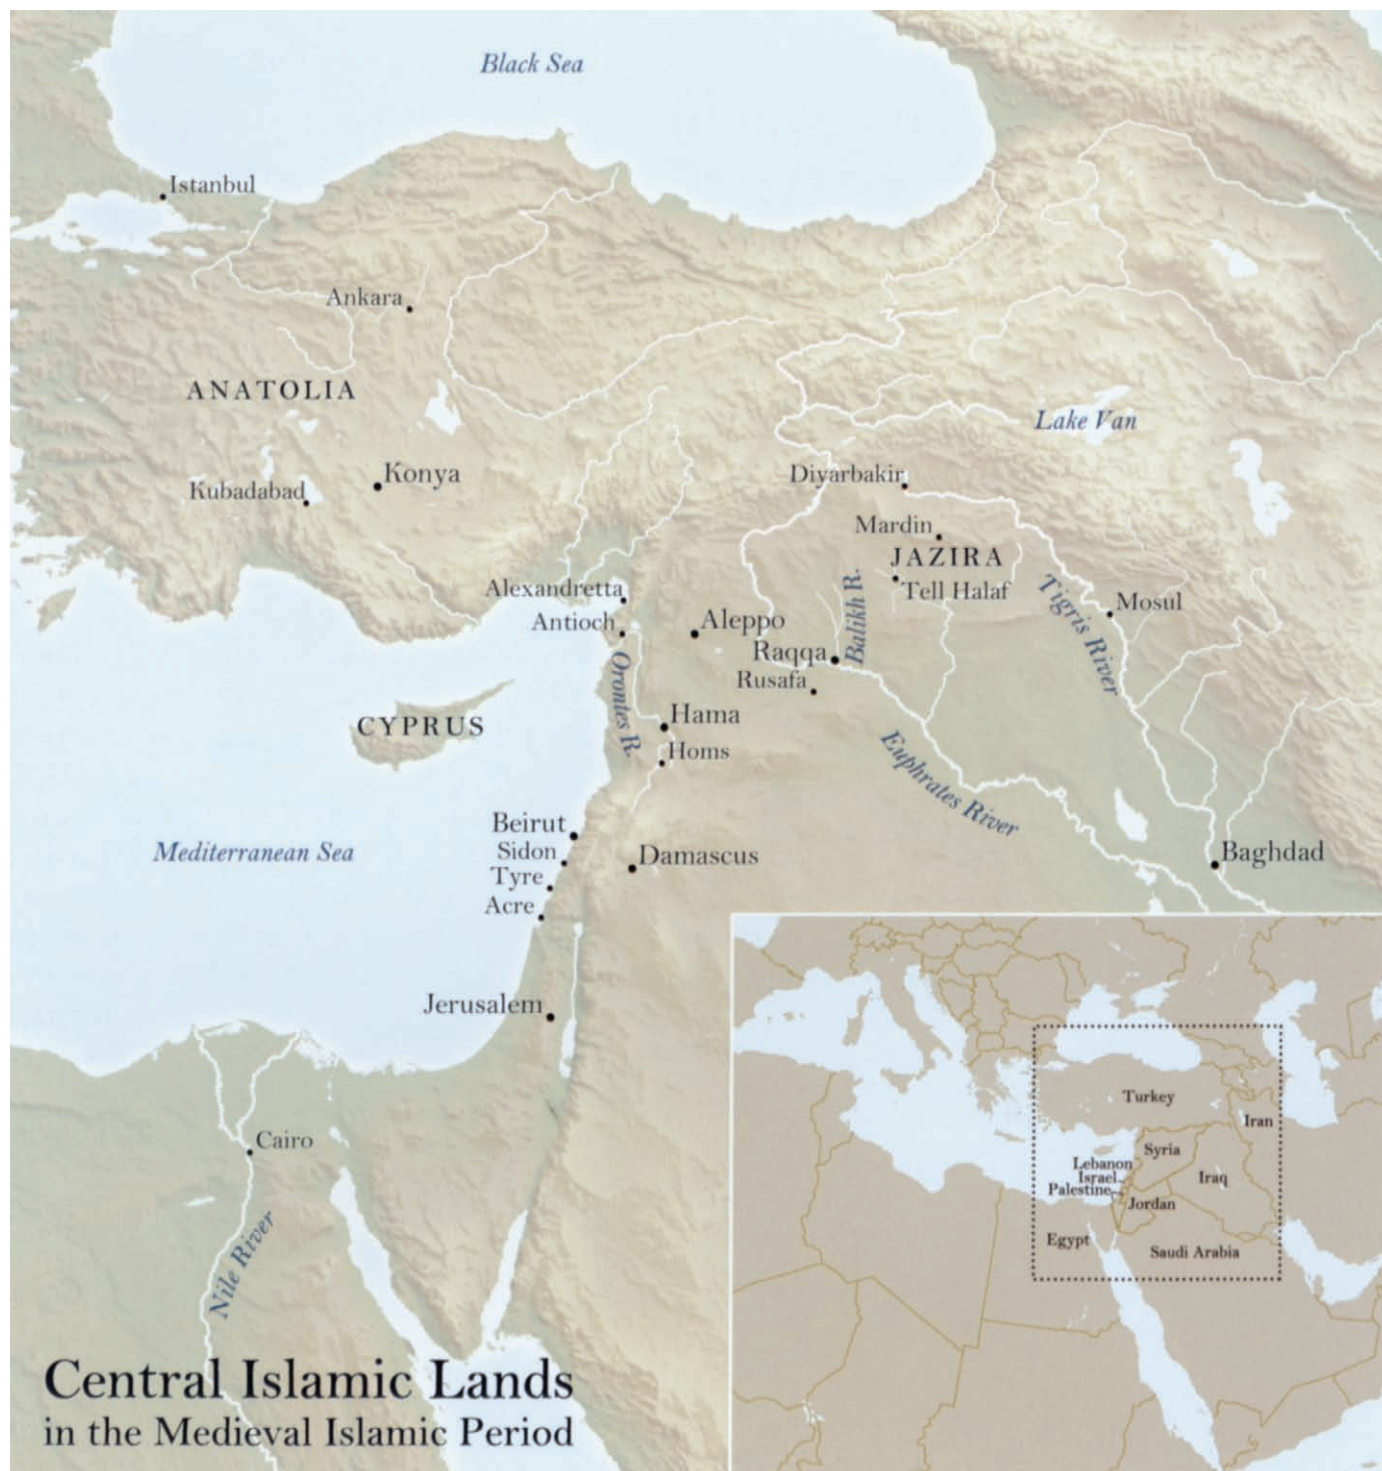 Black Sea
Istanbul
Ankara
ANATOLIA
Lake Van
Konya
Kubadabad
Diyarbakir
Mardin
JAZIRA
Tell Halaf
Alexandretta
Antioch
Aleppo
Balikh R.
Tigris River
Mosul
Raqqa
Rusafa
Orontes R.
CYPRUS
Hama
Homs
Euphrates River
Beirut
Sidon
Tyre
Acre
Mediterranean Sea
Damascus
Baghdad
Jerusalem
Cairo
Nile River
Turkey
Iran
Syria
Lebanon
Israel
Palestine
Iraq
Jordan
Egypt
Saudi Arabia
Central Islamic Lands
in the Medieval Islamic Period